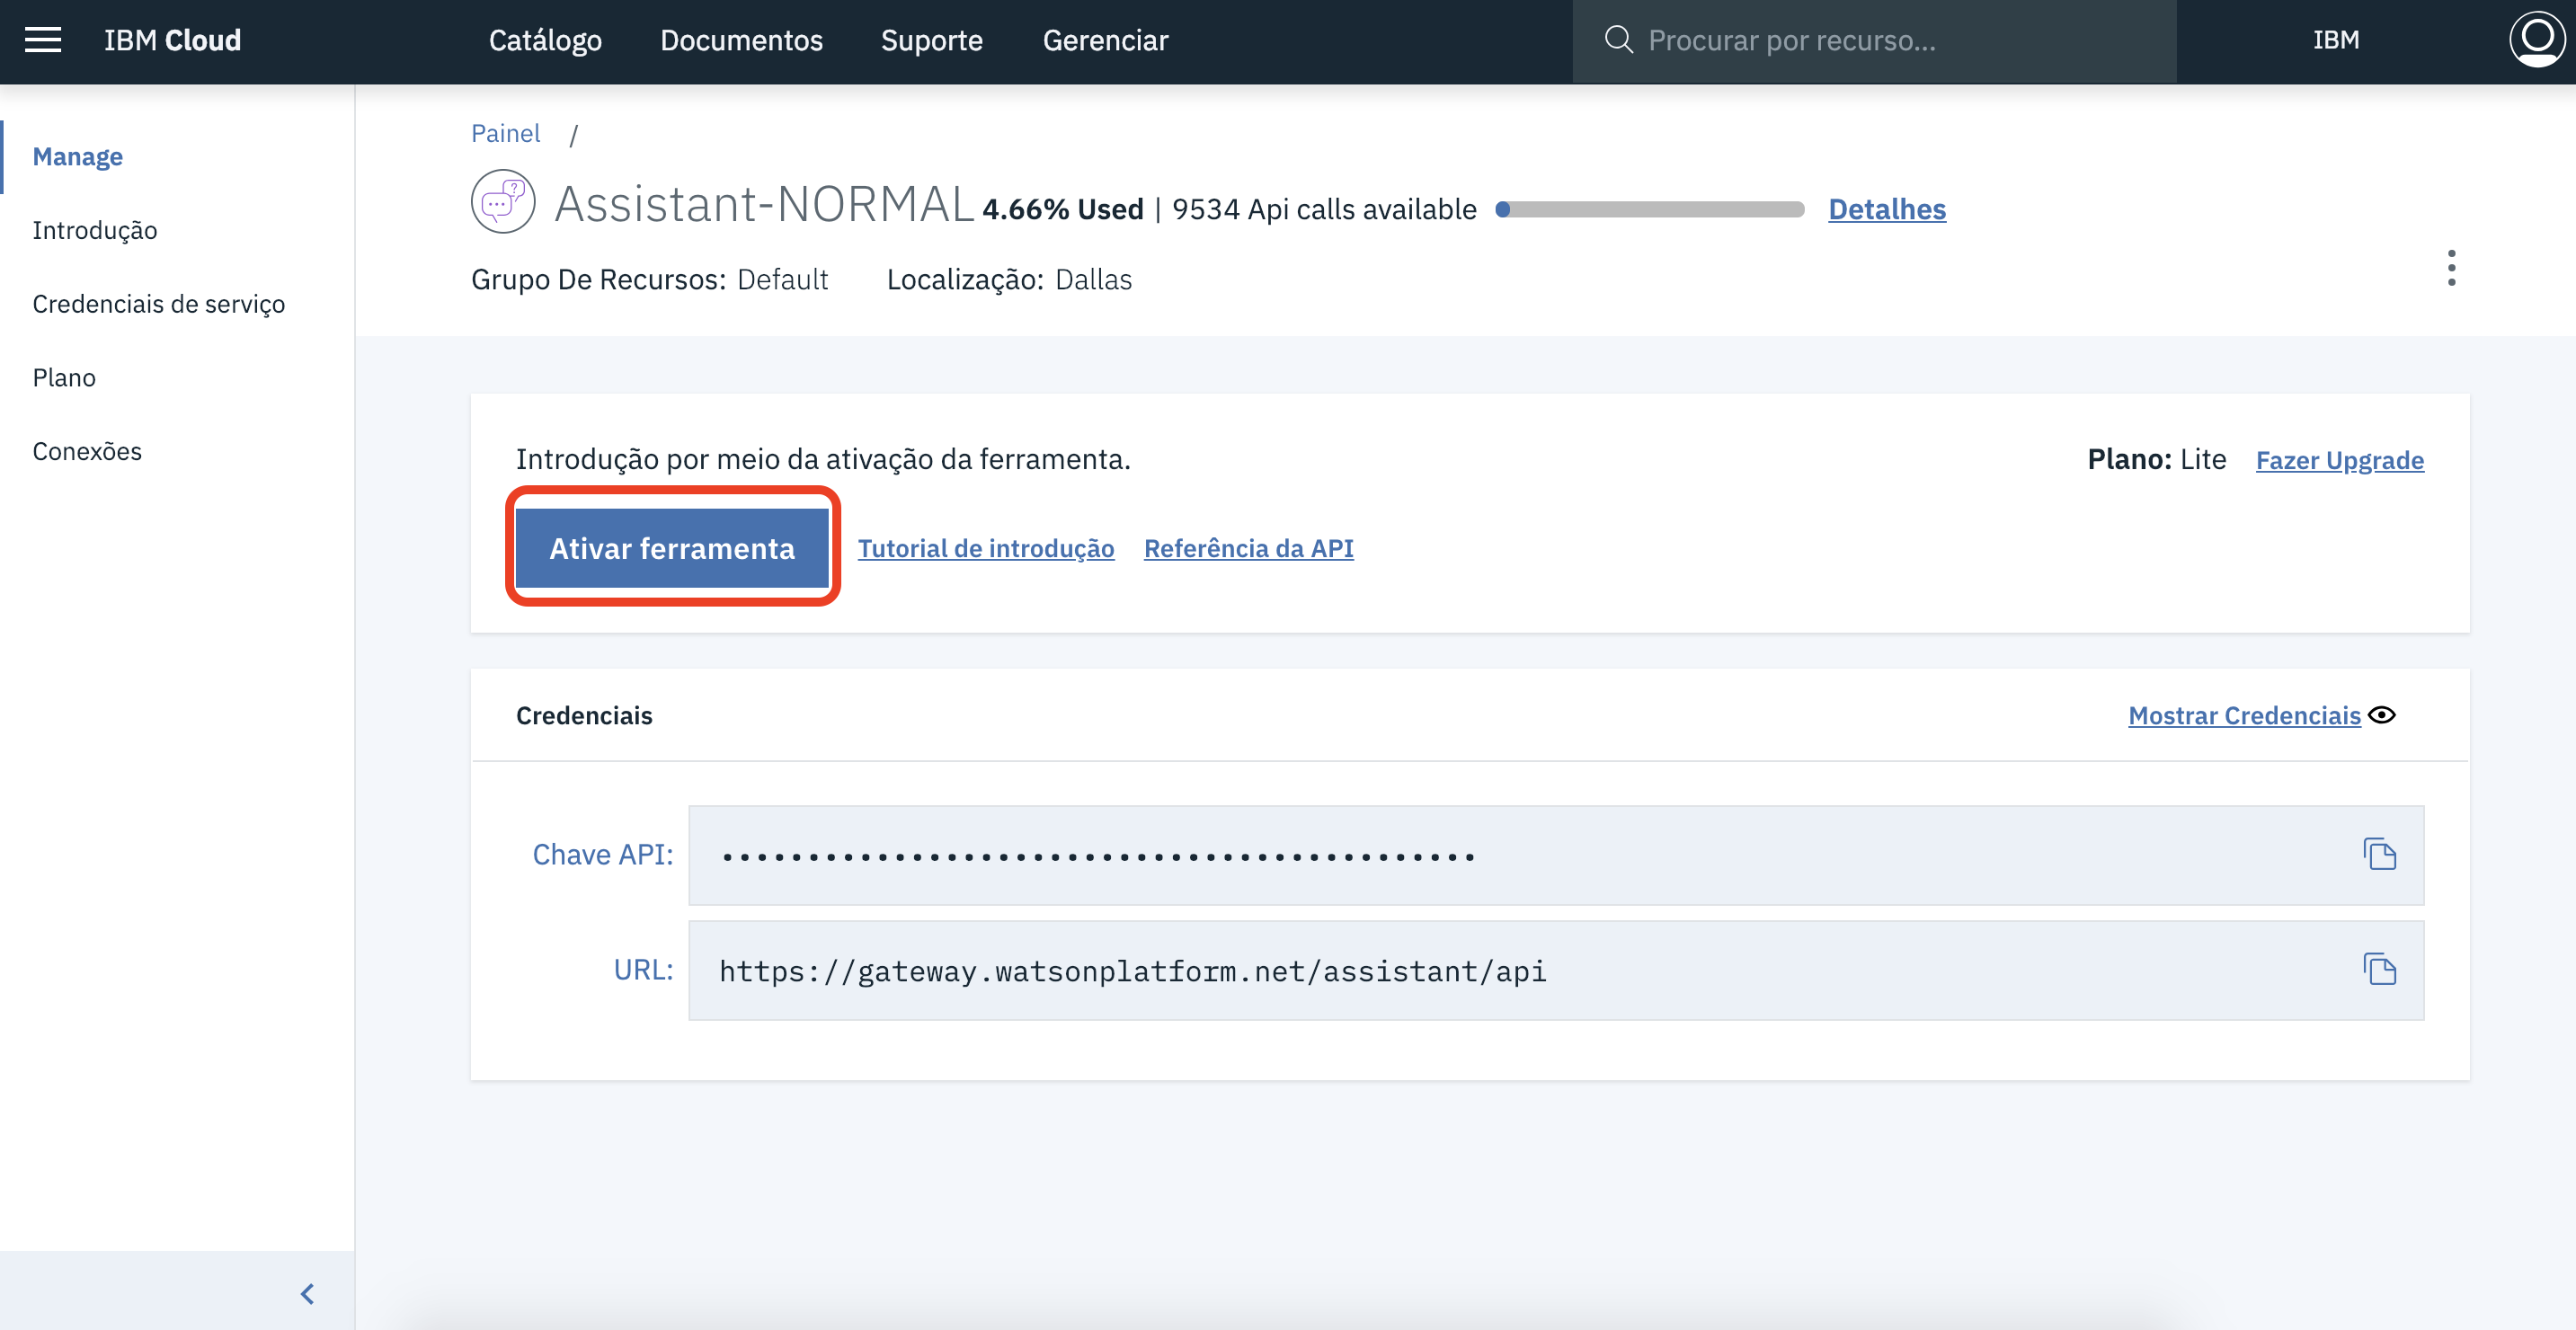 IBM Cloud Catálogo Documentos Suporte Gerenciar Procurar por recurso... IBM
Manage
Introdução
Credenciais de serviço
Plano
Conexões
Painel /
Assistant-NORMAL 4.66% Used | 9534 Api calls available Detalhes
Grupo De Recursos: Default Localização: Dallas
Introdução por meio da ativação da ferramenta.
Plano: Lite Fazer Upgrade
Ativar ferramenta Tutorial de introdução Referência da API
Credenciais Mostrar Credenciais
Chave API: ............................................
URL: https://gateway.watsonplatform.net/assistant/api